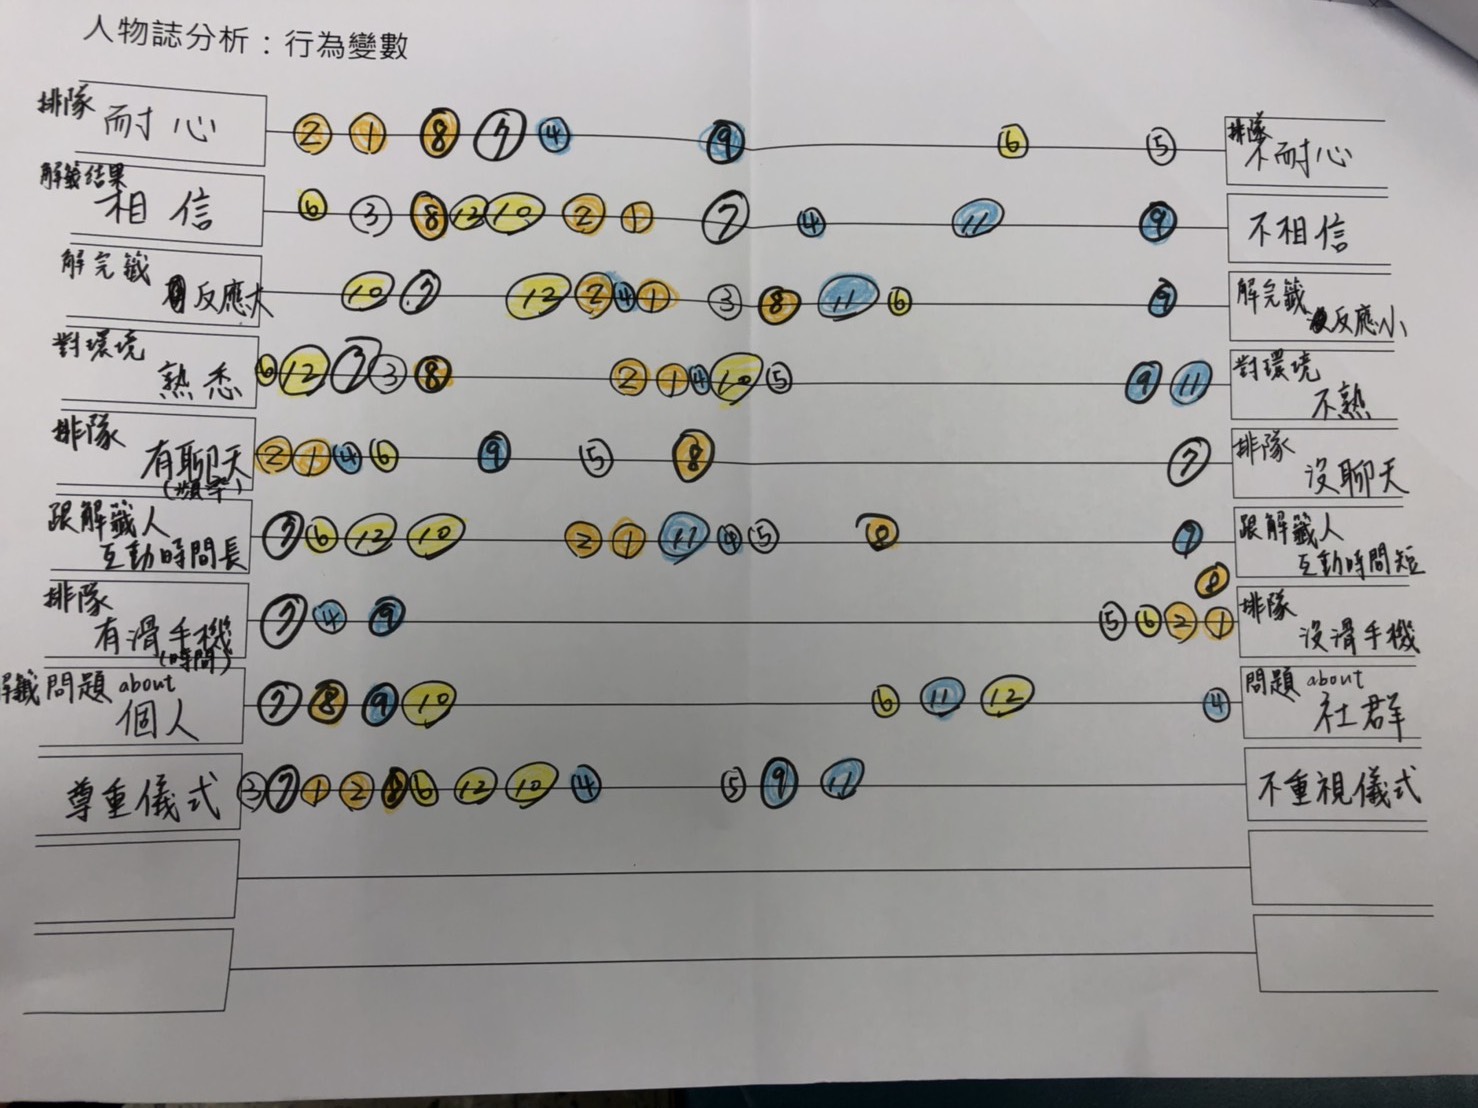 人物誌分析：行為變數
排隊 耐心 2 1 8 7 4 9 6 5 排隊 不耐心
解籤結果 相信 6 3 8 12 10 2 1 7 4 11 9 不相信
解完籤 反應大 10 7 12 2 4 1 3 8 11 6 9 解完籤 反應小
對環境 熟悉 6 12 7 3 8 2 1 4 10 5 9 11 對環境 不熟
排隊 有聊天 (頻率) 2 1 4 6 9 5 8 7 排隊 沒聊天
跟解籤人 互動時間長 7 6 12 10 2 1 11 4 5 8 9 跟解籤人 互動時間短
排隊 有滑手機 (時間) 7 4 9 5 6 2 8 1 排隊 沒滑手機
解籤 問題 about 個人 7 8 9 10 6 11 12 4 問題 about 社群
尊重儀式 3 7 1 2 8 6 12 10 4 5 9 11 不重視儀式